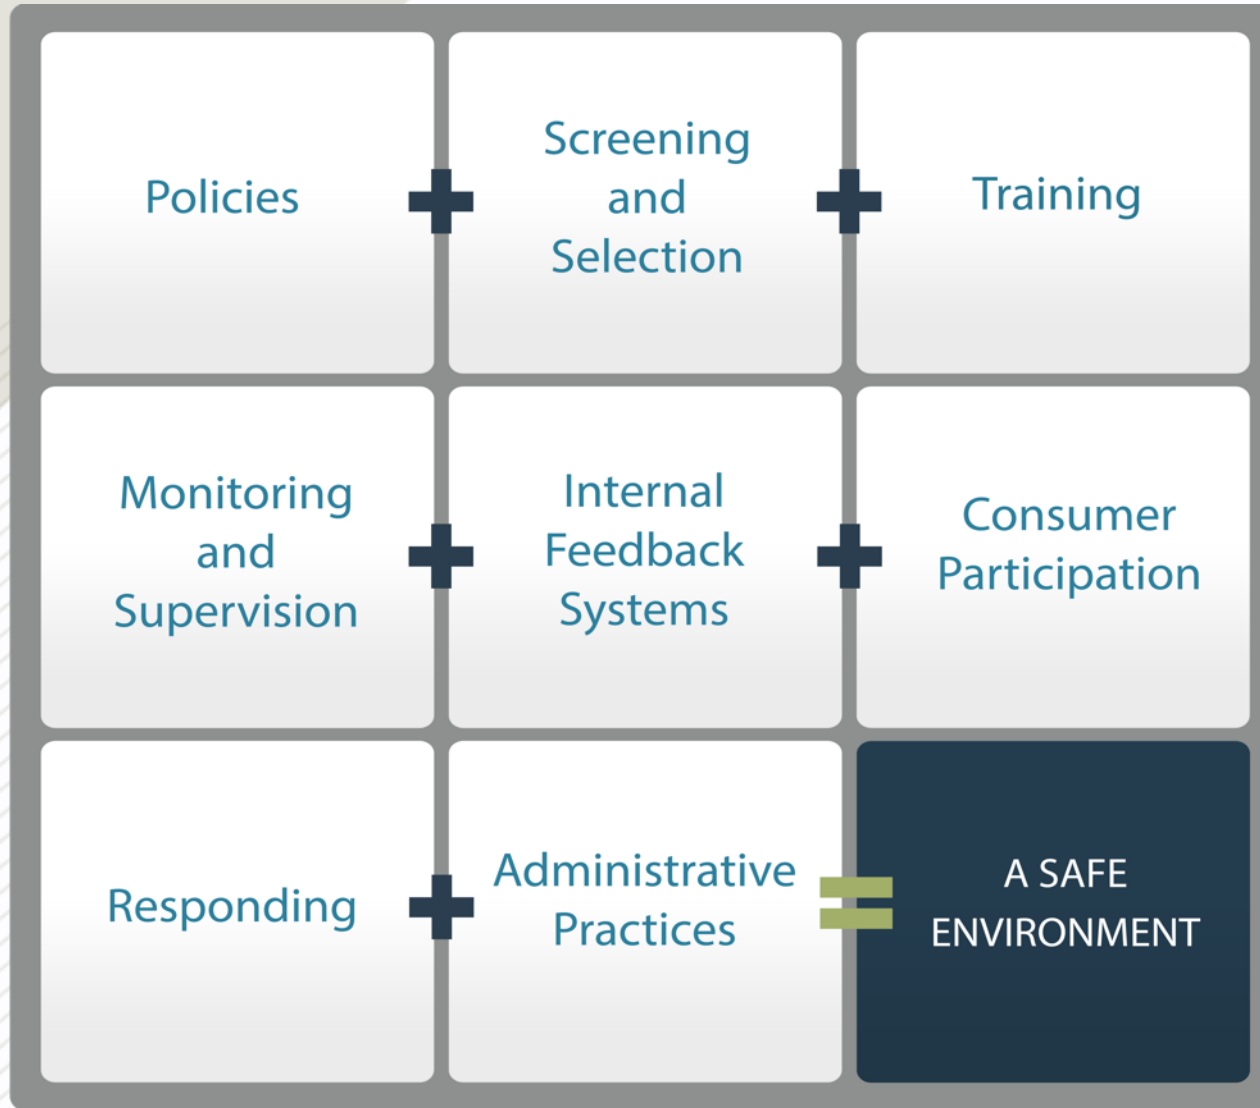 Policies
Screening
and
Selection
Training
Monitoring
and
Supervision
Internal
Feedback
Systems
Consumer
Participation
Responding
Administrative
Practices
A SAFE
ENVIRONMENT